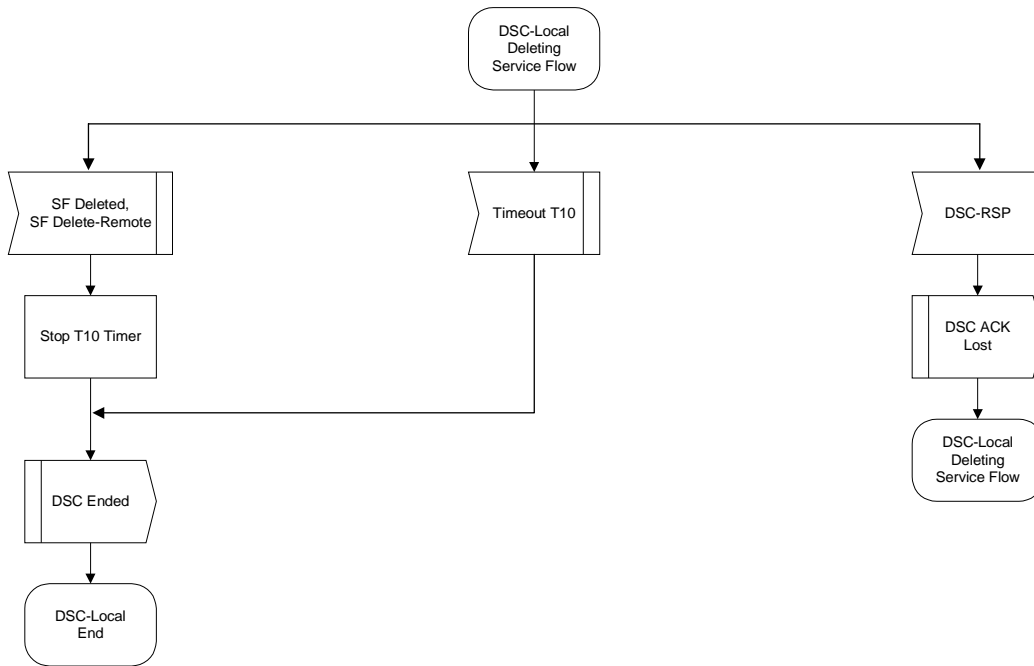 DSC-Local
Deleting
Service Flow
SF Deleted,
SF Delete-Remote
Timeout T10
DSC-RSP
Stop T10 Timer
DSC ACK
Lost
DSC-Local
Deleting
Service Flow
DSC Ended
DSC-Local
End